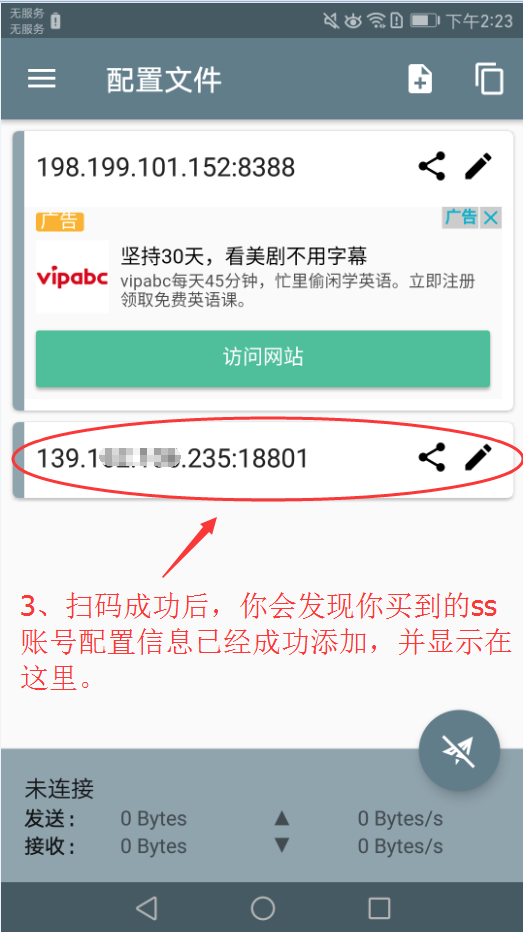 无服务
无服务
下午2:23
配置文件
198.199.101.152:8388
广告
广告
坚持30天，看美剧不用字幕
vipabc
vipabc每天45分钟，忙里偷闲学英语。立即注册
领取免费英语课。
访问网站
139.1 .235:18801
3、扫码成功后，你会发现你买到的ss
账号配置信息已经成功添加，并显示在
这里。
未连接
发送： 0 Bytes ▲ 0 Bytes/s
接收： 0 Bytes ▼ 0 Bytes/s